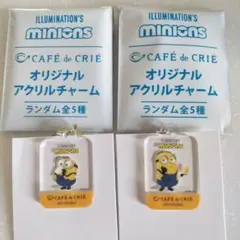 ILLUMINATION'S
minions
CAFÉ de CRIÉ
オリジナル
アクリルチャーム
ランダム全5種
ILLUMINATION'S
minions
CAFÉ de CRIÉ
オリジナル
アクリルチャーム
ランダム全5種
CAFÉ de CRIÉ
CAFÉ de CRIÉ